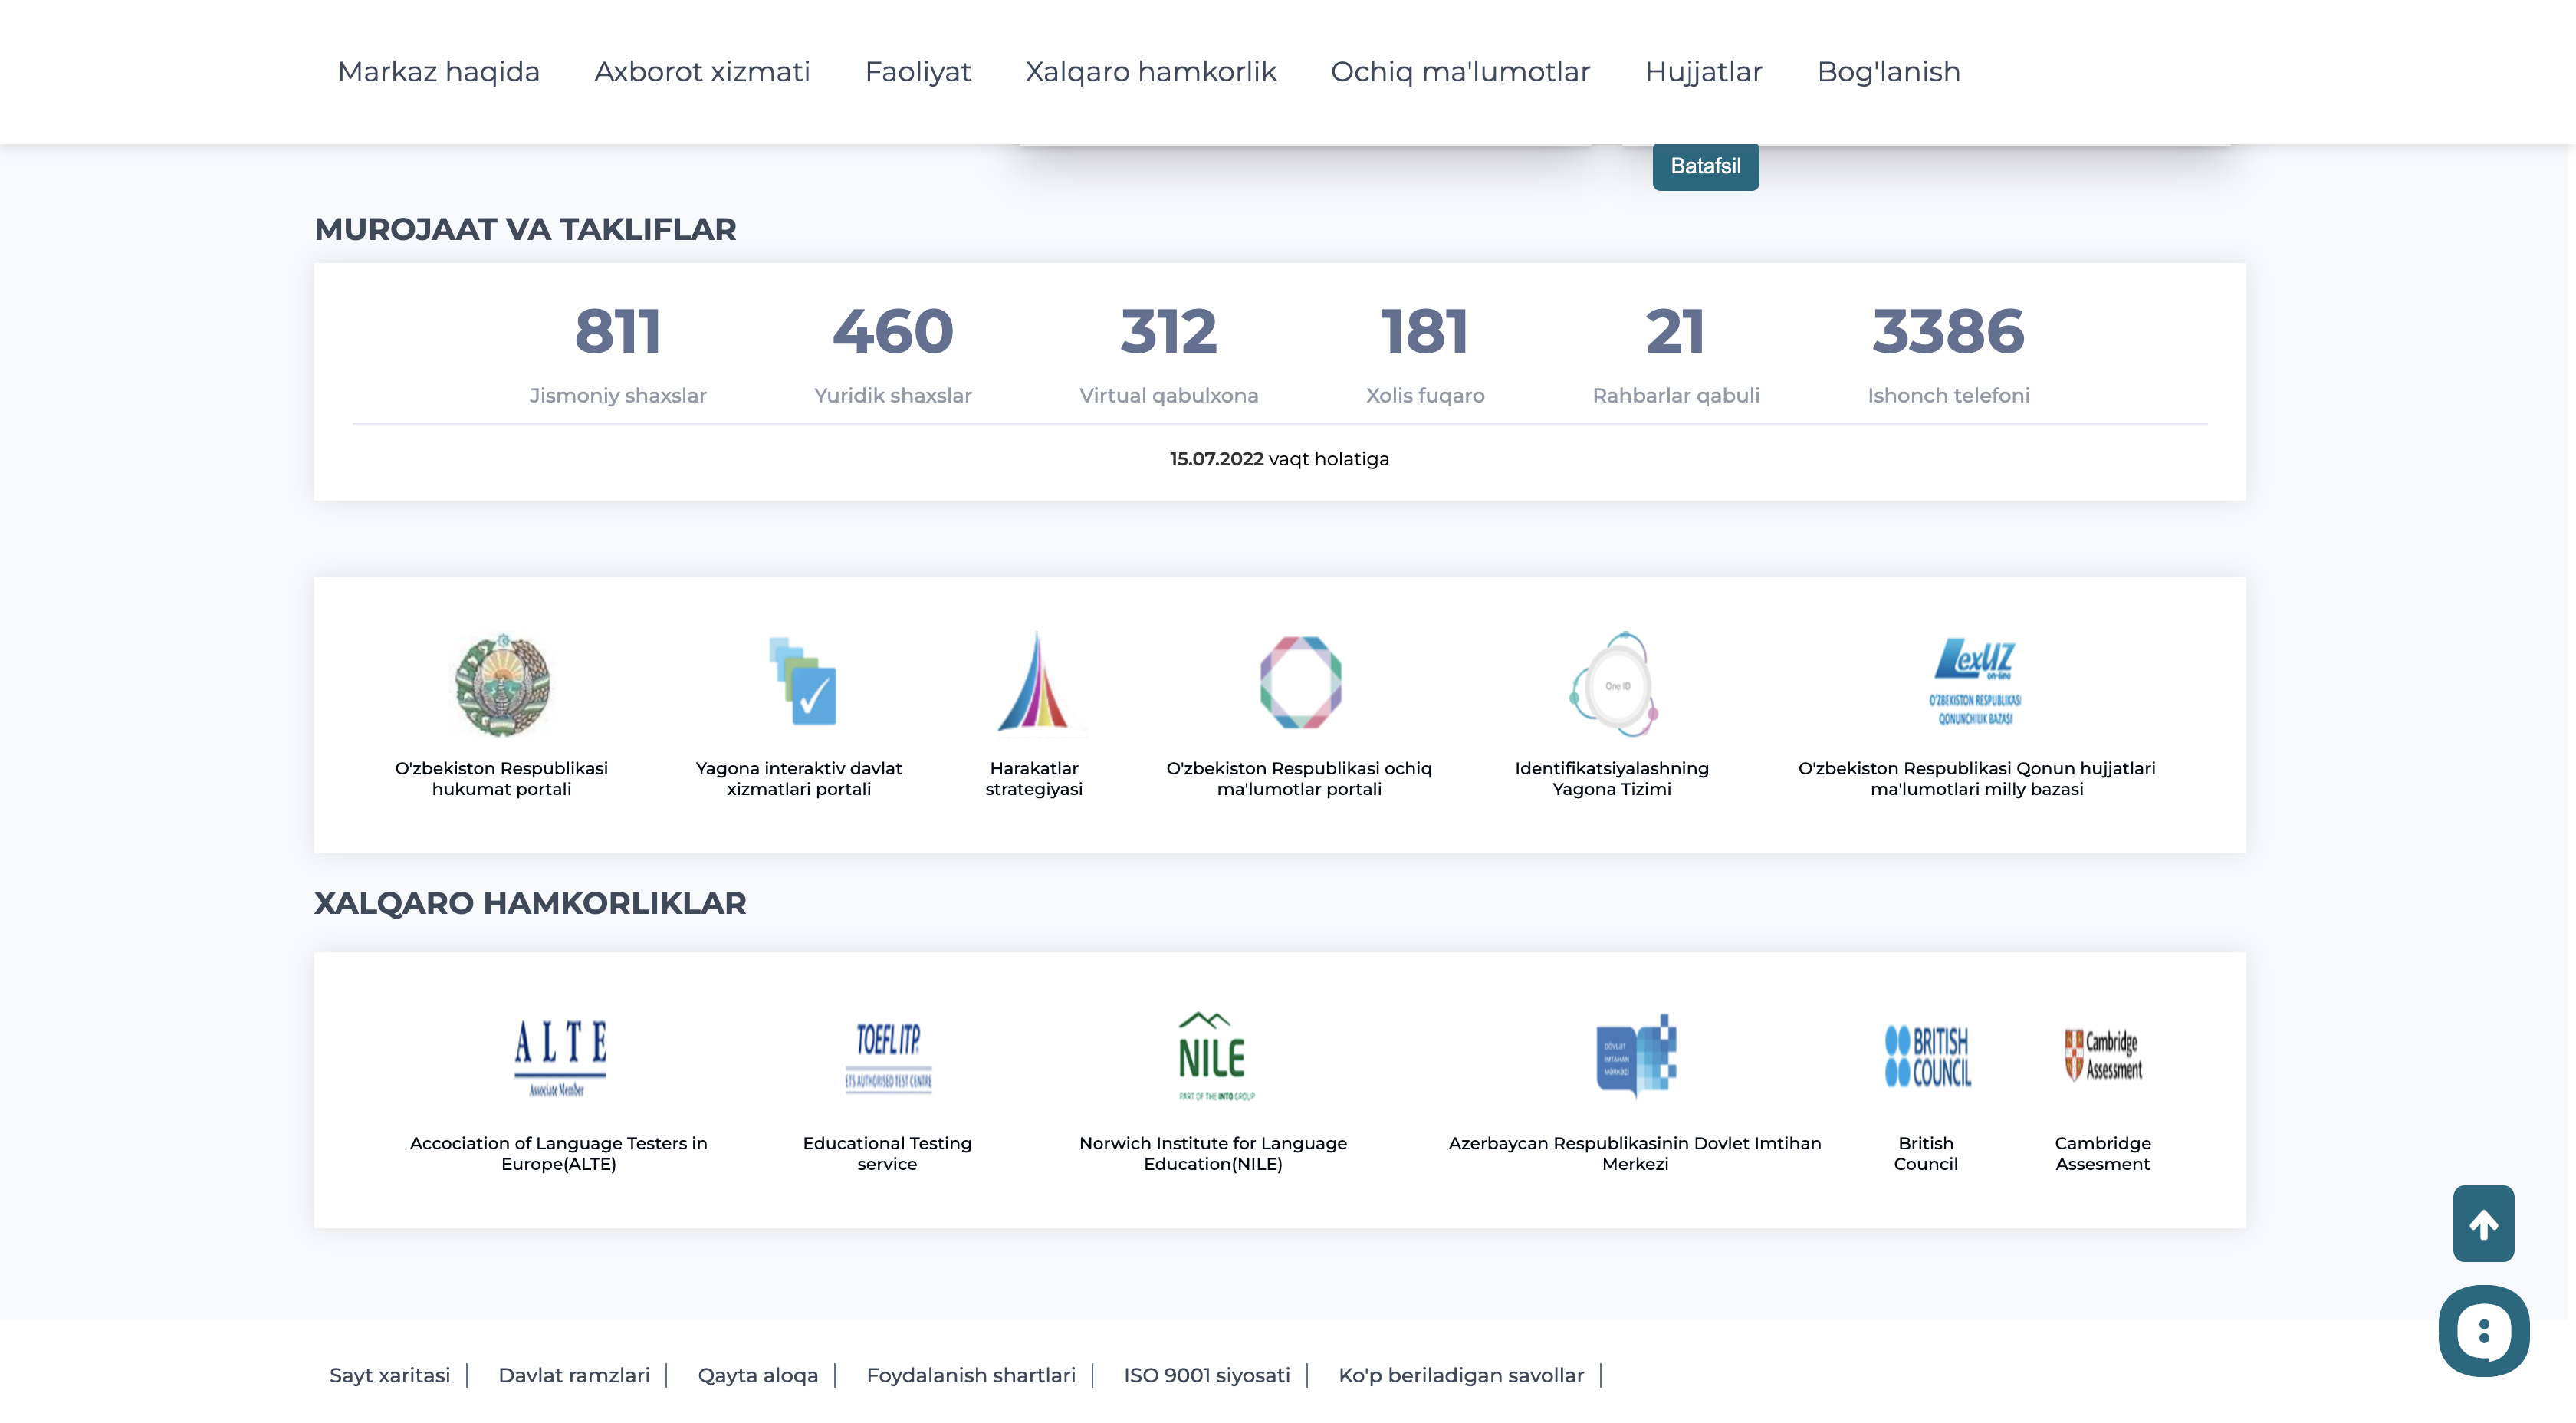 Markaz haqida Axborot xizmati Faoliyat Xalqaro hamkorlik Ochiq ma'lumotlar Hujjatlar Bog'lanish
Batafsil
MUROJAAT VA TAKLIFLAR
811 460 312 181 21 3386
Jismoniy shaxslar Yuridik shaxslar Virtual qabulxona Xolis fuqaro Rahbarlar qabuli Ishonch telefoni
15.07.2022 vaqt holatiga
One ID
LexUZ
on-line
O'ZBEKISTON RESPUBLIKASI
QONUNCHILIK BAZASI
O'zbekiston Respublikasi
hukumat portali
Yagona interaktiv davlat
xizmatlari portali
Harakatlar
strategiyasi
O'zbekiston Respublikasi ochiq
ma'lumotlar portali
Identifikatsiyalashning
Yagona Tizimi
O'zbekiston Respublikasi Qonun hujjatlari
ma'lumotlari milly bazasi
XALQARO HAMKORLIKLAR
ALTE
Associate Member
TOEFL ITP
ETS AUTHORISED TEST CENTRE
NILE
PART OF THE INTO GROUP
DÖVLƏT
İMTAHAN
MƏRKƏZİ
BRITISH
COUNCIL
Cambridge
Assessment
Accociation of Language Testers in
Europe(ALTE)
Educational Testing
service
Norwich Institute for Language
Education(NILE)
Azerbaycan Respublikasinin Dovlet Imtihan
Merkezi
British
Council
Cambridge
Assesment
Sayt xaritasi Davlat ramzlari Qayta aloqa Foydalanish shartlari ISO 9001 siyosati Ko'p beriladigan savollar